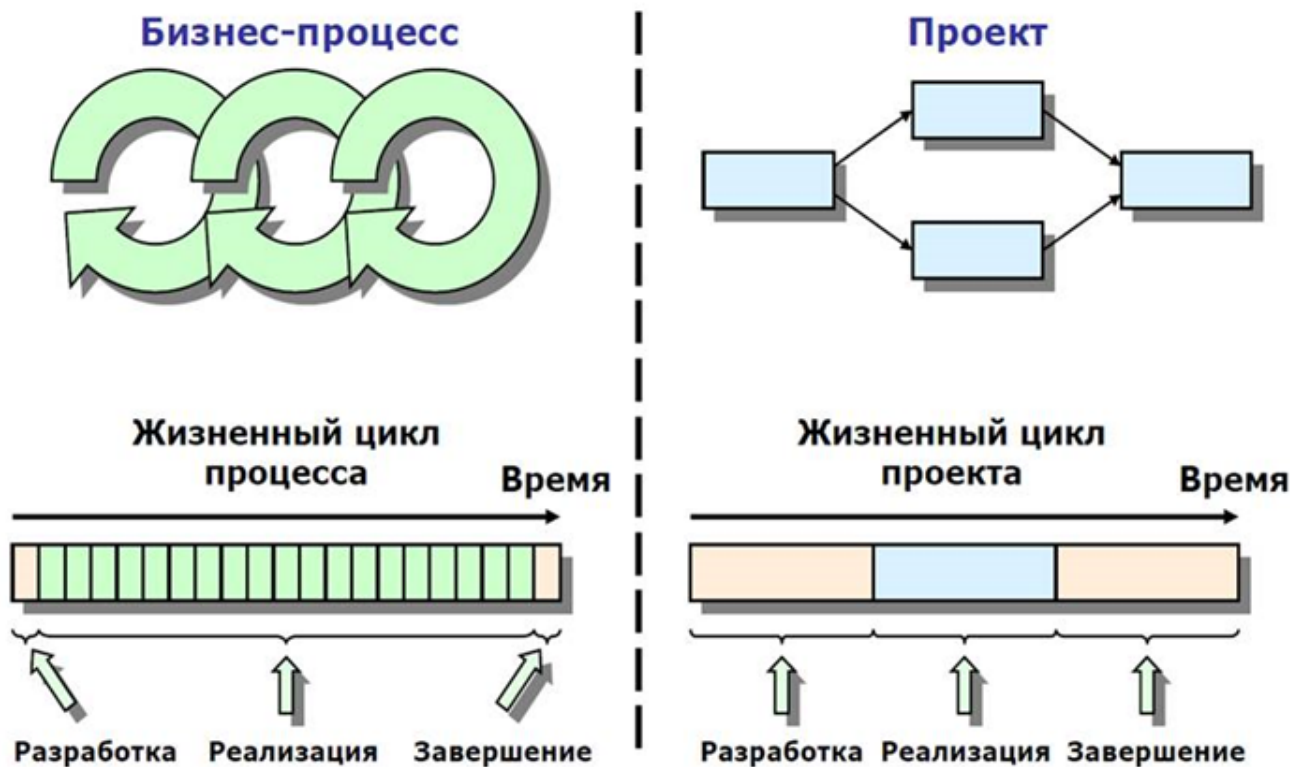 Бизнес-процесс
Проект
Жизненный цикл
процесса
Время
Жизненный цикл
проекта
Время
Разработка
Реализация
Завершение
Разработка
Реализация
Завершение